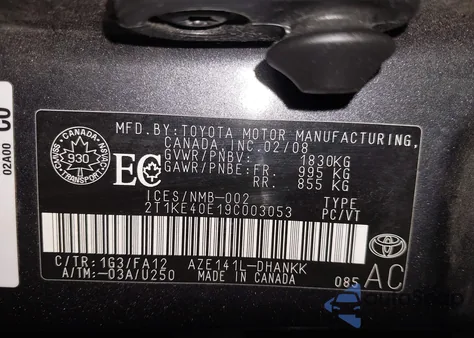 MFD.BY:TOYOTA MOTOR MANUFACTURING,
CANADA,INC.02/08
GVWR/PNBV: 1830KG
GAWR/PNBE:FR. 995 KG
RR. 855 KG
CANADA
930
TRANSPORT
EC
ICES/NMB-002
2T1KE40E19C003053
TYPE
PC/VT
C/TR:1G3/FA12 AZE141L-DHANKK
A/TM:-03A/U250 MADE IN CANADA
085 AC
02A00